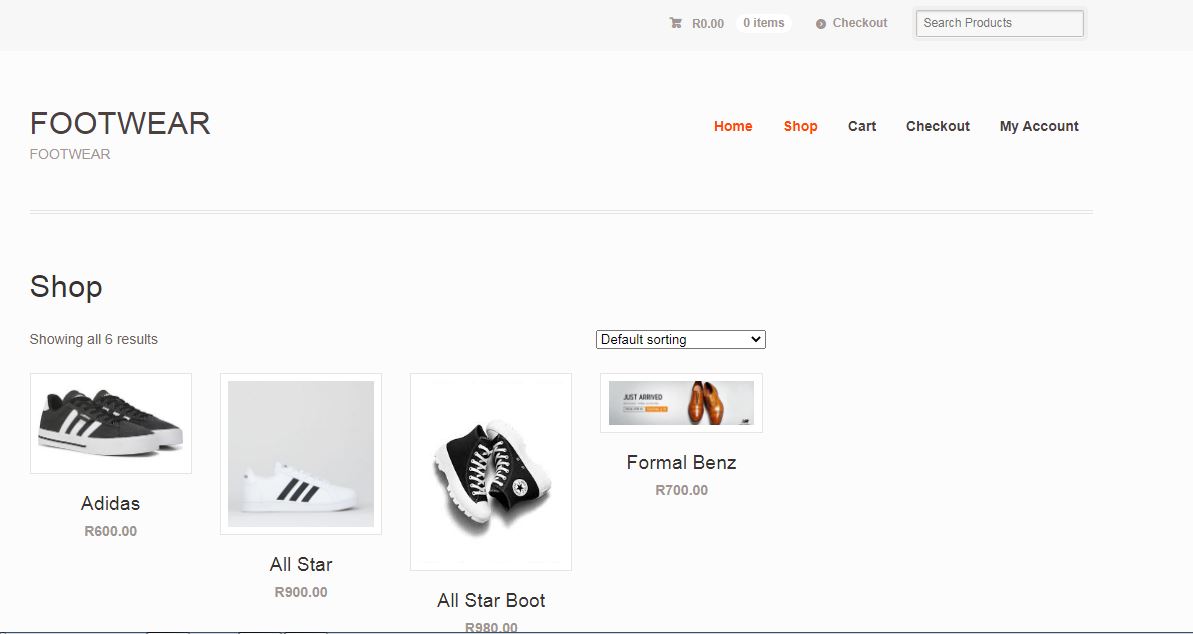 R0.00 0 items Checkout Search Products
FOOTWEAR
FOOTWEAR
Home Shop Cart Checkout My Account
Shop
Showing all 6 results
Default sorting
Adidas
R600.00
All Star
R900.00
All Star Boot
R980.00
JUST ARRIVED
Formal Benz
R700.00